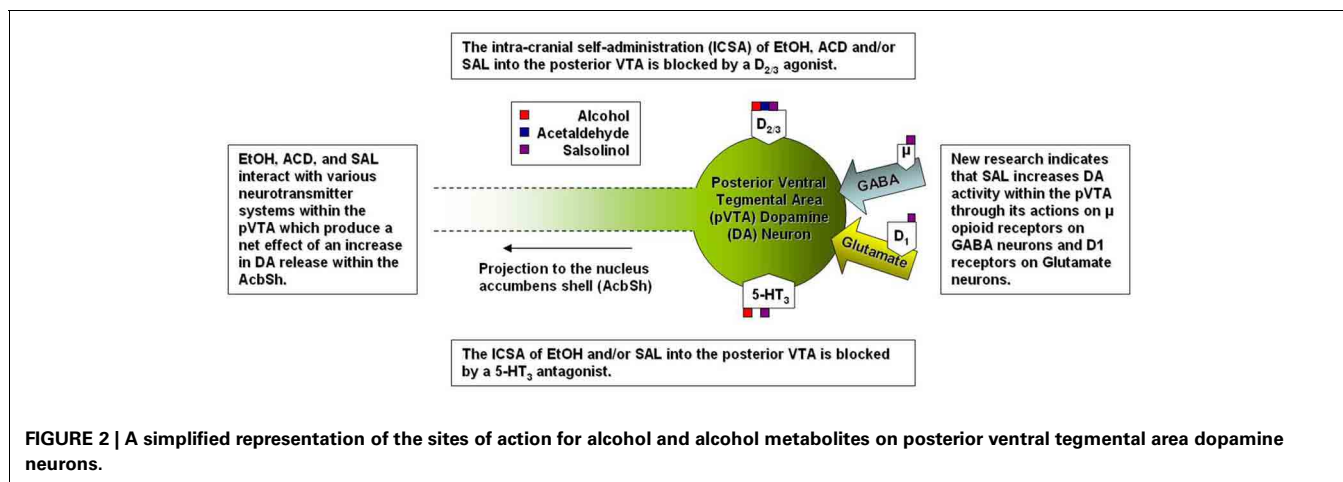 The intra-cranial self-administration (ICSA) of EtOH, ACD and/or
SAL into the posterior VTA is blocked by a D2/3 agonist.
Alcohol
Acetaldehyde
Salsolinol
D2/3
EtOH, ACD, and SAL
interact with various
neurotransmitter
systems within the
pVTA which produce a
net effect of an increase
in DA release within the
AcbSh.
Posterior Ventral
Tegmental Area
(pVTA) Dopamine
(DA) Neuron
µ
GABA
D1
Glutamate
New research indicates
that SAL increases DA
activity within the pVTA
through its actions on µ
opioid receptors on
GABA neurons and D1
receptors on Glutamate
neurons.
Projection to the nucleus
accumbens shell (AcbSh)
5-HT3
The ICSA of EtOH and/or SAL into the posterior VTA is blocked
by a 5-HT3 antagonist.
FIGURE 2 | A simplified representation of the sites of action for alcohol and alcohol metabolites on posterior ventral tegmental area dopamine
neurons.